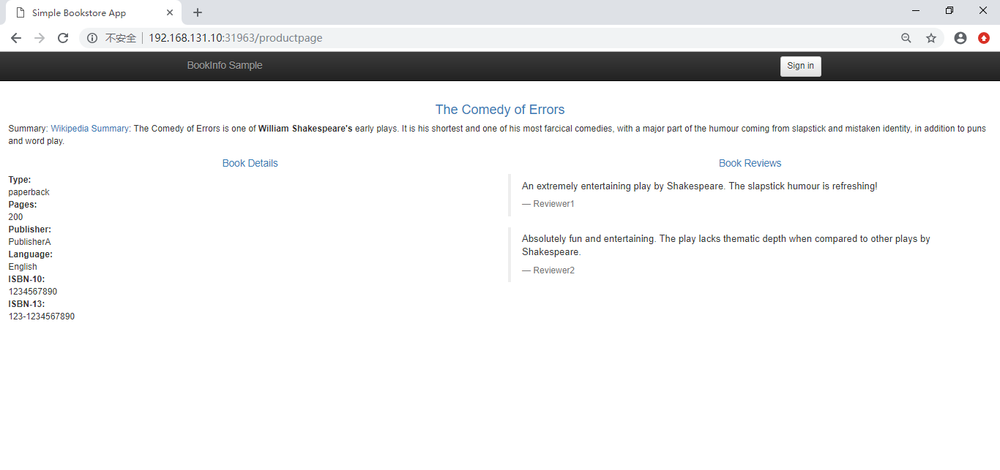 Simple Bookstore App
不安全
192.168.131.10:31963/productpage
BookInfo Sample
Sign in
The Comedy of Errors
Summary: Wikipedia Summary: The Comedy of Errors is one of William Shakespeare's early plays. It is his shortest and one of his most farcical comedies, with a major part of the humour coming from slapstick and mistaken identity, in addition to puns
and word play.
Book Details
Type:
paperback
Pages:
200
Publisher:
PublisherA
Language:
English
ISBN-10:
1234567890
ISBN-13:
123-1234567890
Book Reviews
An extremely entertaining play by Shakespeare. The slapstick humour is refreshing!
— Reviewer1
Absolutely fun and entertaining. The play lacks thematic depth when compared to other plays by
Shakespeare.
— Reviewer2